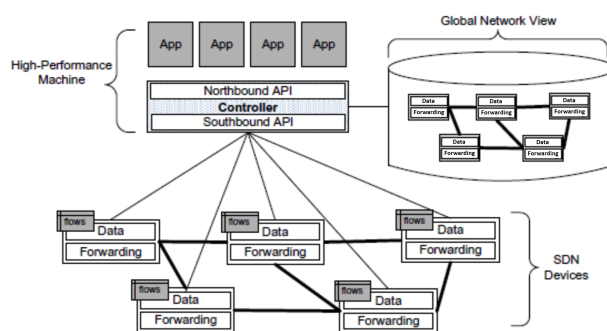 Global Network View
High-Performance
Machine
App App App App
Northbound API
Controller
Southbound API
Data Data Data
Forwarding Forwarding Forwarding
Data Data
Forwarding Forwarding
flows flows flows
Data Data Data
Forwarding Forwarding Forwarding
flows flows
Data Data
Forwarding Forwarding
SDN
Devices